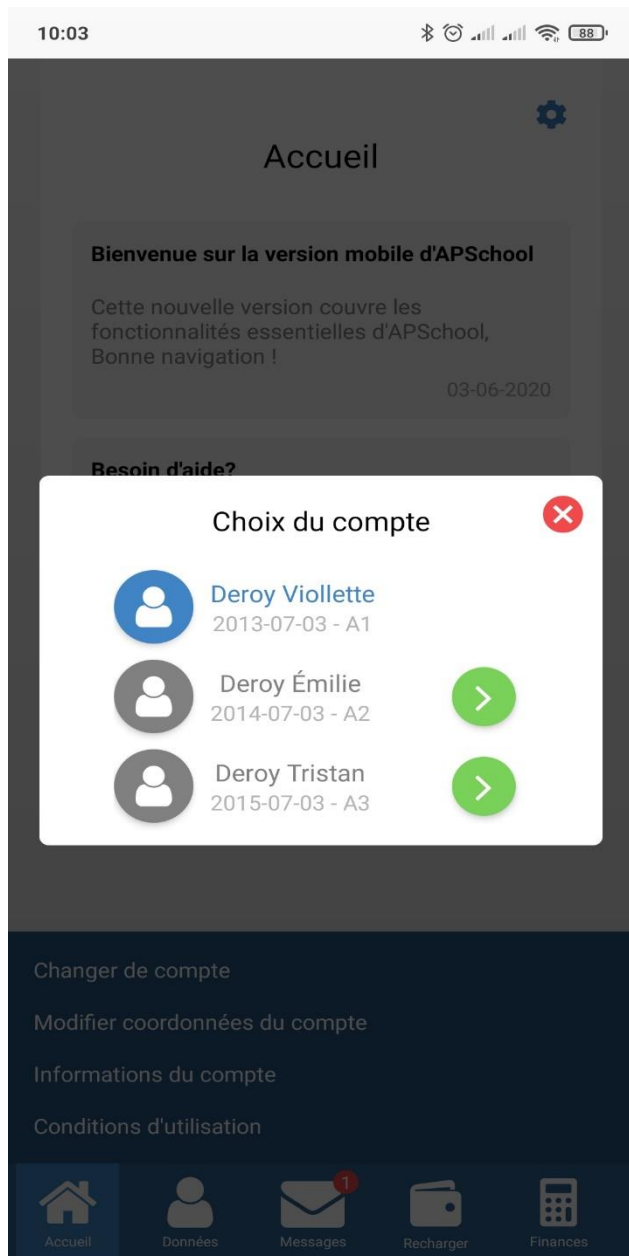 10:03
88
Accueil
Bienvenue sur la version mobile d'APSchool
Cette nouvelle version couvre les
fonctionnalités essentielles d'APSchool,
Bonne navigation !
03-06-2020
Besoin d'aide?
Choix du compte
Deroy Viollette
2013-07-03 - A1
Deroy Émilie
2014-07-03 - A2
Deroy Tristan
2015-07-03 - A3
Changer de compte
Modifier coordonnées du compte
Informations du compte
Conditions d'utilisation
1
Accueil Données Messages Recharger Finances